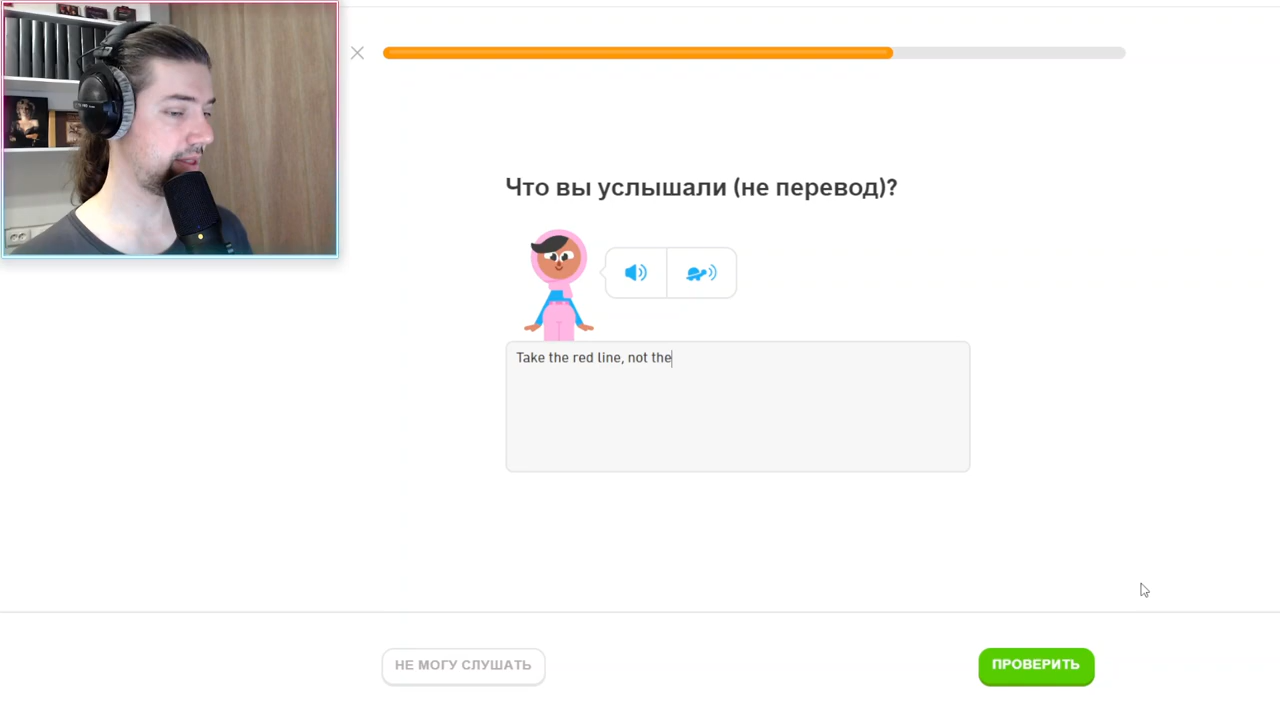 Что вы услышали (не перевод)?
Take the red line, not the
НЕ МОГУ СЛУШАТЬ
ПРОВЕРИТЬ